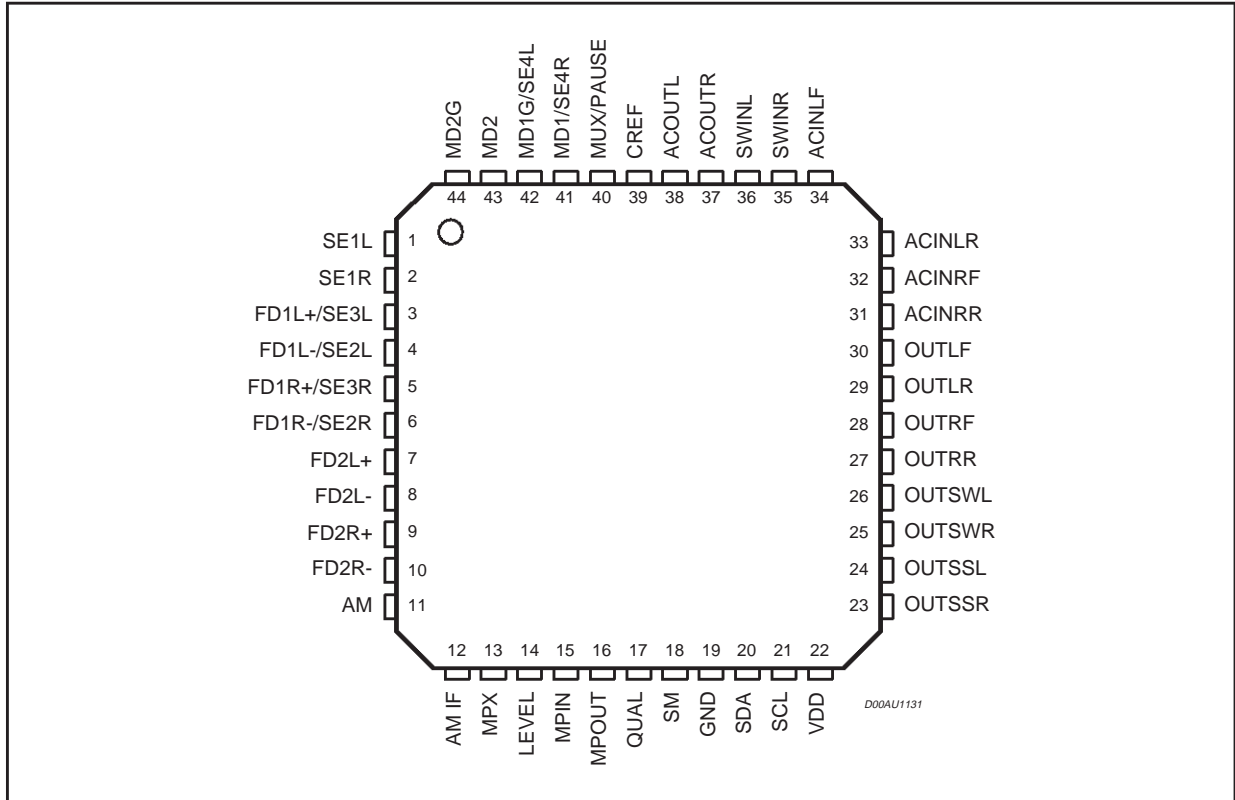 MD2G
MD2
MD1G/SE4L
MD1/SE4R
MUX/PAUSE
CREF
ACOUTL
ACOUTR
SWINL
SWINR
ACINLF
44 43 42 41 40 39 38 37 36 35 34
SE1L 1
SE1R 2
FD1L+/SE3L 3
FD1L-/SE2L 4
FD1R+/SE3R 5
FD1R-/SE2R 6
FD2L+ 7
FD2L- 8
FD2R+ 9
FD2R- 10
AM 11
33 ACINLR
32 ACINRF
31 ACINRR
30 OUTLF
29 OUTLR
28 OUTRF
27 OUTRR
26 OUTSWL
25 OUTSWR
24 OUTSSL
23 OUTSSR
12 13 14 15 16 17 18 19 20 21 22
AM IF
MPX
LEVEL
MPIN
MPOUT
QUAL
SM
GND
SDA
SCL
VDD
D00AU1131